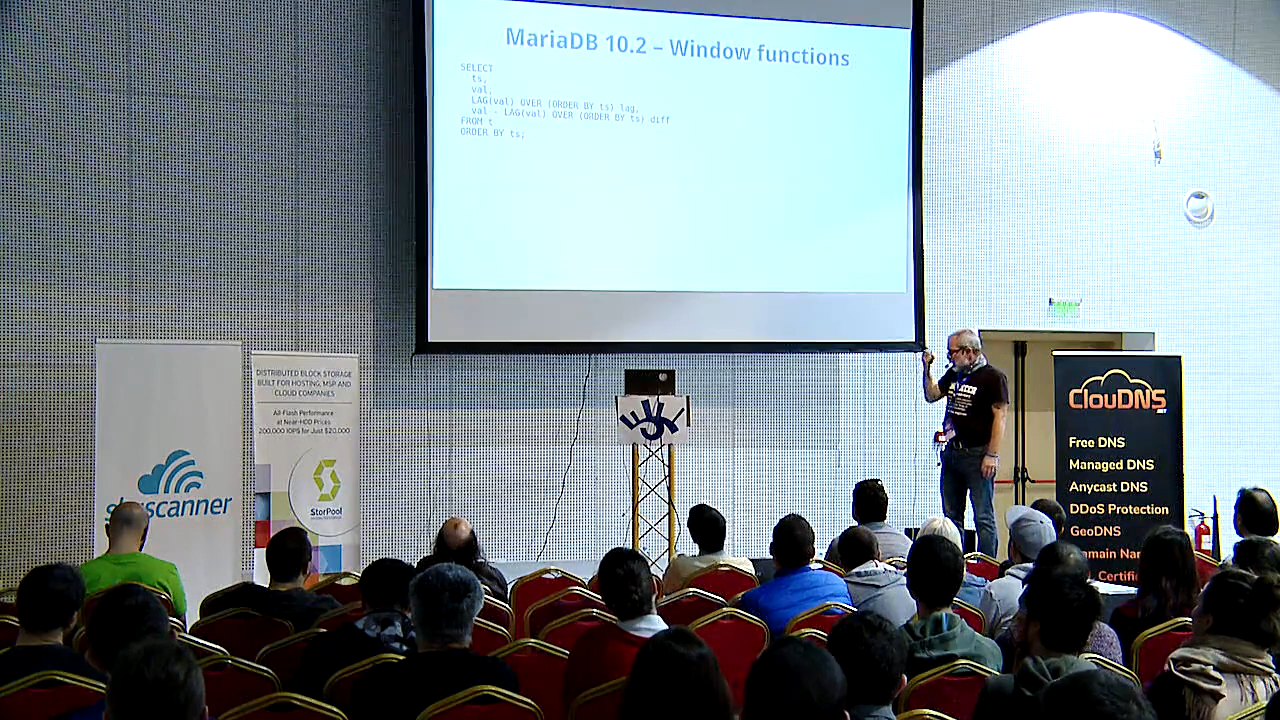 MariaDB 10.2 – Window functions
SELECT
ts,
val,
LAG(val) OVER (ORDER BY ts) lag,
val - LAG(val) OVER (ORDER BY ts) diff
FROM t
ORDER BY ts;
skyscanner
DISTRIBUTED BLOCK STORAGE
BUILT FOR HOSTING, MSP AND
CLOUD COMPANIES
All-Flash Performance
at Near-HDD Prices
200,000 IOPS for Just $20,000
StorPool
ClouDNS
.NET
Free DNS
Managed DNS
Anycast DNS
DDoS Protection
GeoDNS